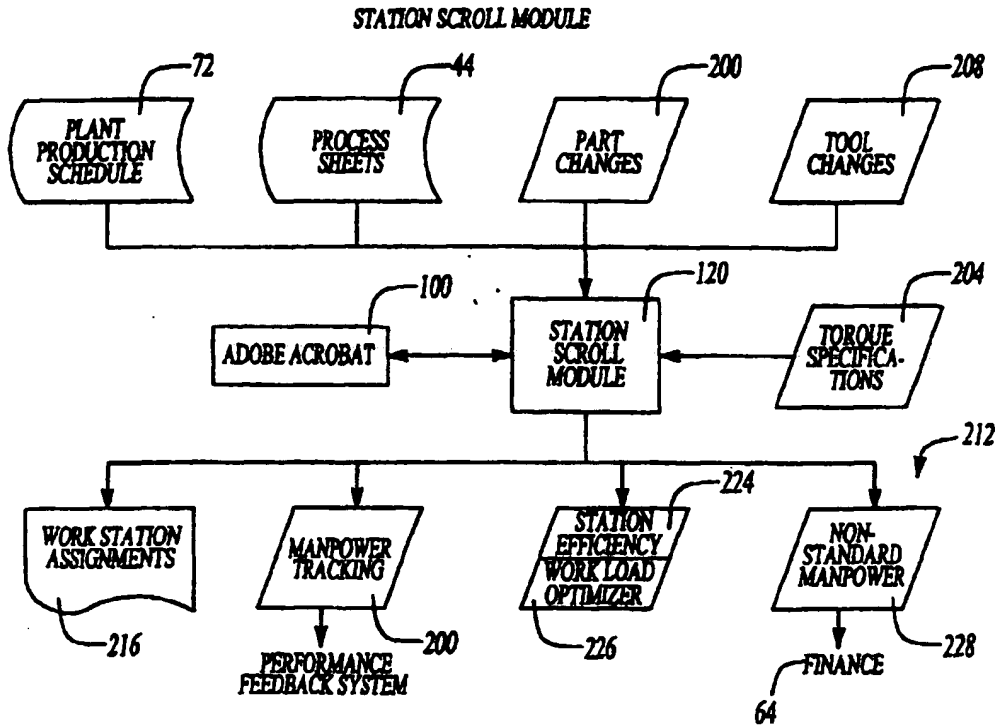 STATION SCROLL MODULE
72
44
200
208
PLANT
PRODUCTION
SCHEDULE
PROCESS
SHEETS
PART
CHANGES
TOOL
CHANGES
100
120
204
ADOBE ACROBAT
STATION
SCROLL
MODULE
TORQUE
SPECIFICA-
TIONS
212
224
WORK STATION
ASSIGNMENTS
MANPOWER
TRACKING
STATION
EFFICIENCY
WORK LOAD
OPTIMIZER
NON-
STANDARD
MANPOWER
216
200
226
228
PERFORMANCE
FEEDBACK SYSTEM
FINANCE
64